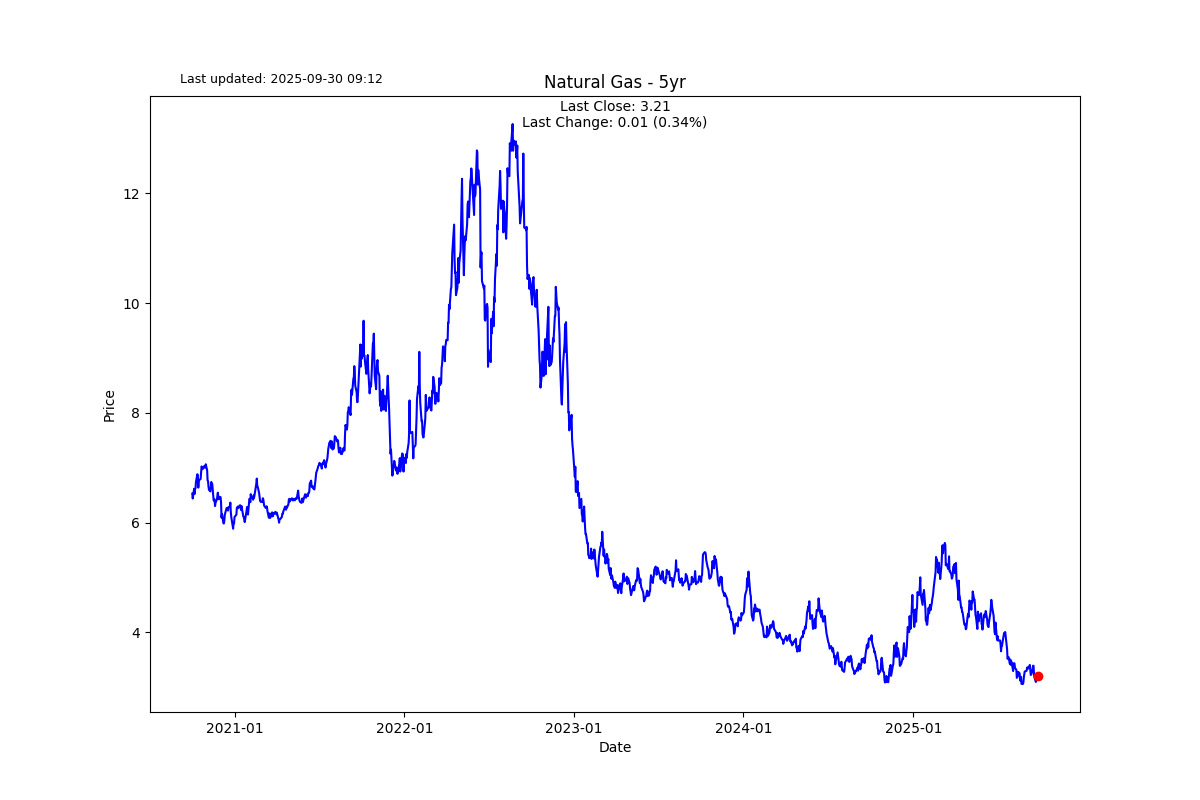 Last updated: 2025-09-30 09:12
Natural Gas - 5yr
Last Close: 3.21
Last Change: 0.01 (0.34%)
12
10
8
6
4
Price
2021-01
2022-01
2023-01
2024-01
2025-01
Date